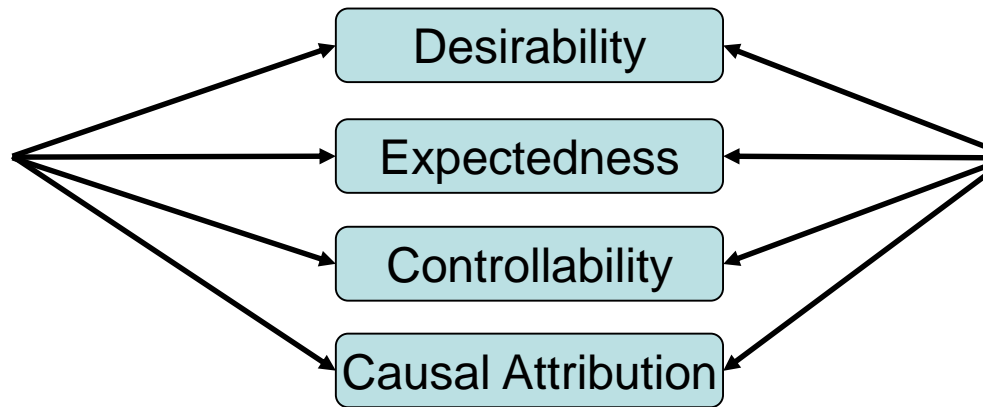 Desirability
Expectedness
Controllability
Causal Attribution